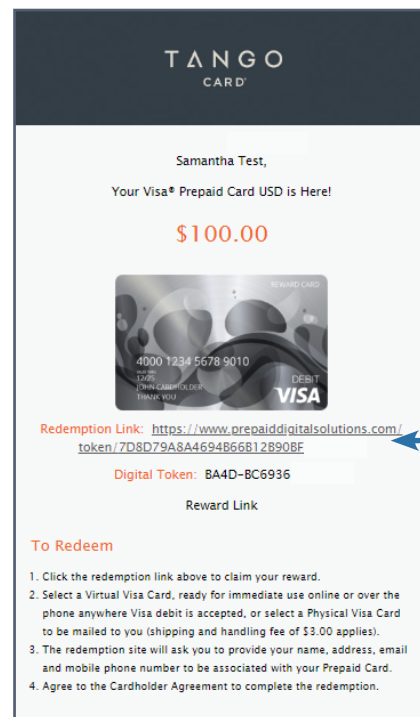 TANGO
CARD
Samantha Test,
Your Visa® Prepaid Card USD is Here!
$100.00
REWARD CARD
4000 1234 5678 9010
12/25
JOHN CARDHOLDER
THANK YOU
DEBIT
VISA
Redemption Link: https://www.prepaiddigitalsolutions.com/
token/7D8D79A8A4694B66B12B90BF
Digital Token: BA4D-BC6936
Reward Link
To Redeem
1. Click the redemption link above to claim your reward.
2. Select a Virtual Visa Card, ready for immediate use online or over the
phone anywhere Visa debit is accepted, or select a Physical Visa Card
to be mailed to you (shipping and handling fee of $3.00 applies).
3. The redemption site will ask you to provide your name, address, email
and mobile phone number to be associated with your Prepaid Card.
4. Agree to the Cardholder Agreement to complete the redemption.